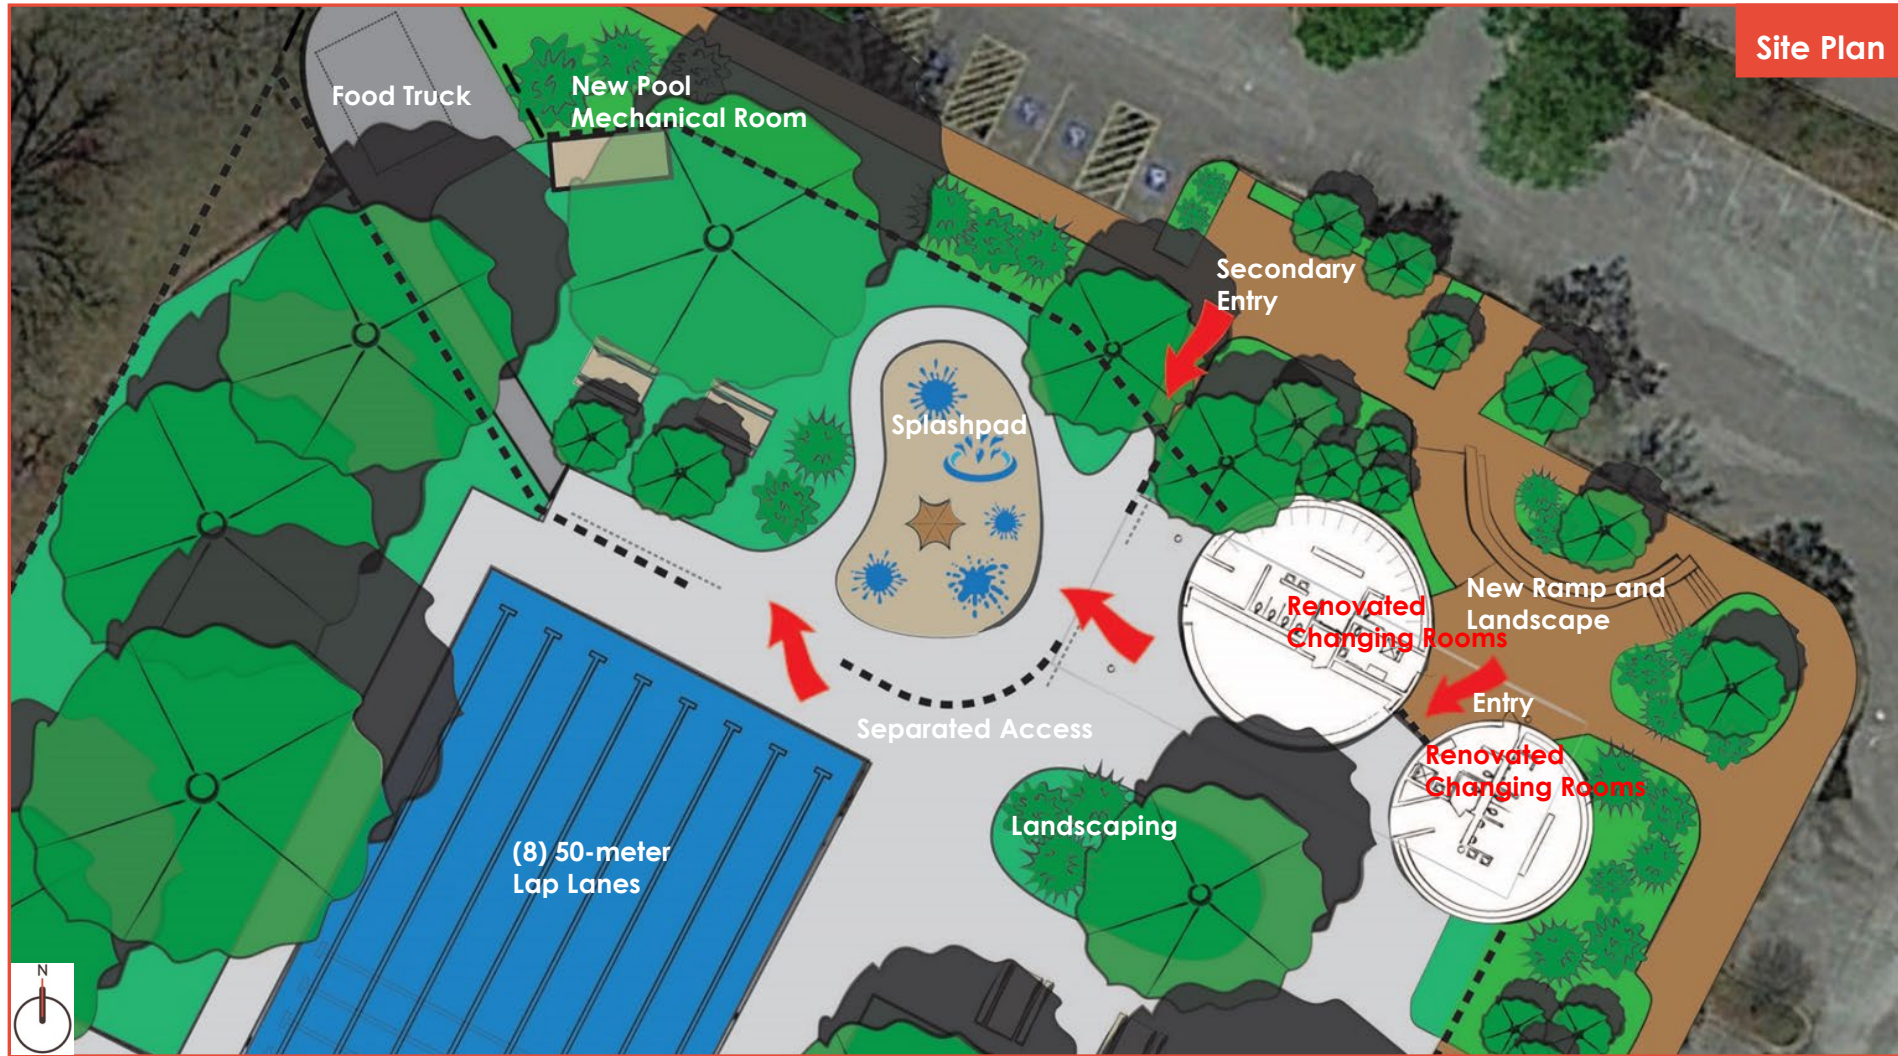 Site Plan
Food Truck
New Pool
Mechanical Room
Secondary
Entry
Splashpad
New Ramp and
Landscape
Renovated
Changing Rooms
Entry
Separated Access
Renovated
Changing Rooms
Landscaping
(8) 50-meter
Lap Lanes
N